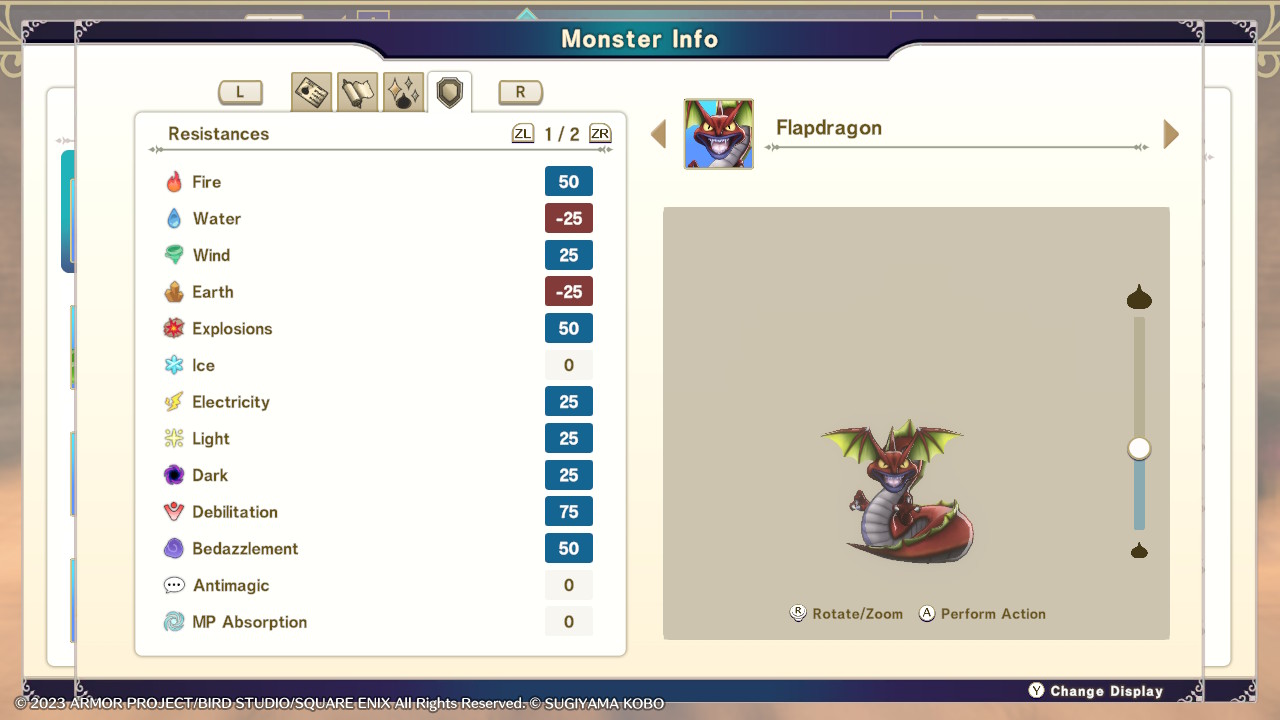 Monster Info
L
R
Resistances
ZL 1 / 2 ZR
Fire 50
Water -25
Wind 25
Earth -25
Explosions 50
Ice 0
Electricity 25
Light 25
Dark 25
Debilitation 75
Bedazzlement 50
Antimagic 0
MP Absorption 0
Flapdragon
R Rotate/Zoom A Perform Action
Y Change Display
© 2023 ARMOR PROJECT/BIRD STUDIO/SQUARE ENIX All Rights Reserved. © SUGIYAMA KOBO